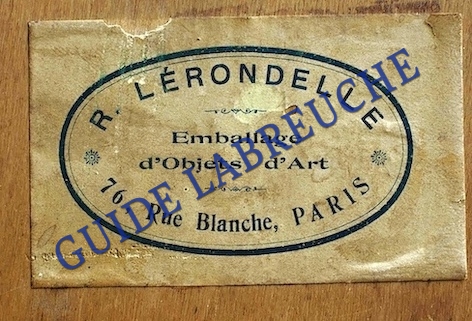 R. LÉRONDELLE
Emballage
d'Objets d'Art
76, Rue Blanche, PARIS
GUIDE LABREUCHE